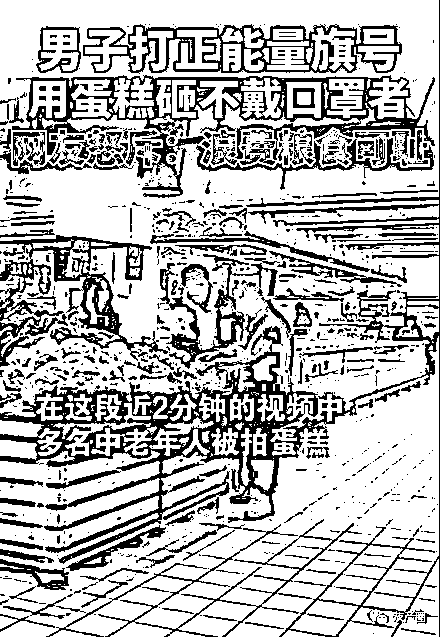 男子打正能量旗号
用蛋糕砸不戴口罩者
网友怒斥：浪费粮食可耻
在这段近2分钟的视频中
多名中老年人被拍蛋糕